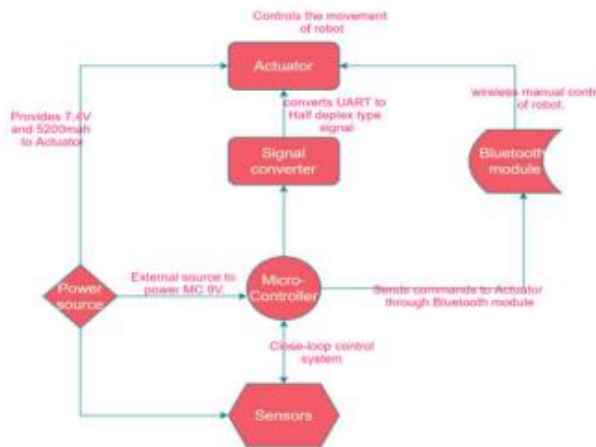 Controls the movement
of robot
Actuator
Provides 7.4V
and 5200mah
to Actuator
converts UART to
Half deplex type
signal
wireless manual contr
of robot.
Signal
converter
Bluetooth
module
Power
source
External source to
power MC 9V.
Micro-
Controller
Sends commands to Actuator
through Bluetooth module
Close-loop control
system
Sensors